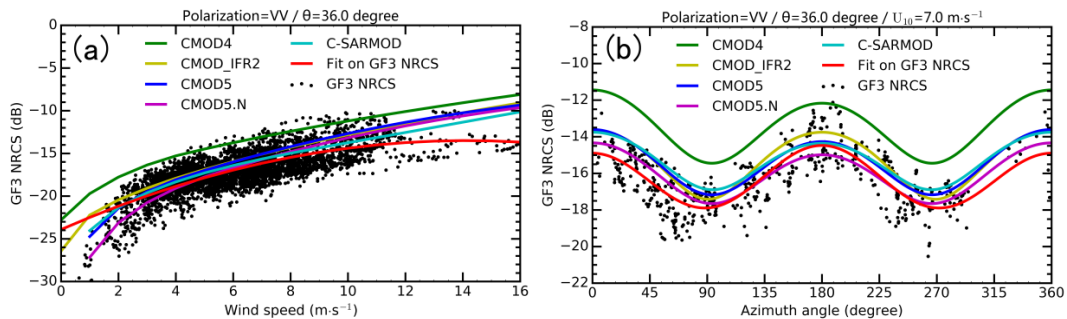 Polarization=VV / θ=36.0 degree
(a)
CMOD4
CMOD_IFR2
CMOD5
CMOD5.N
C-SARMOD
Fit on GF3 NRCS
GF3 NRCS
GF3 NRCS (dB)
−5
−10
−15
−20
−25
−30
0 2 4 6 8 10 12 14 16
Wind speed (m·s⁻¹)
Polarization=VV / θ=36.0 degree / U₁₀=7.0 m·s⁻¹
(b)
CMOD4
CMOD_IFR2
CMOD5
CMOD5.N
C-SARMOD
Fit on GF3 NRCS
GF3 NRCS
GF3 NRCS (dB)
−8
−10
−12
−14
−16
−18
−20
−22
0 45 90 135 180 225 270 315 360
Azimuth angle (degree)